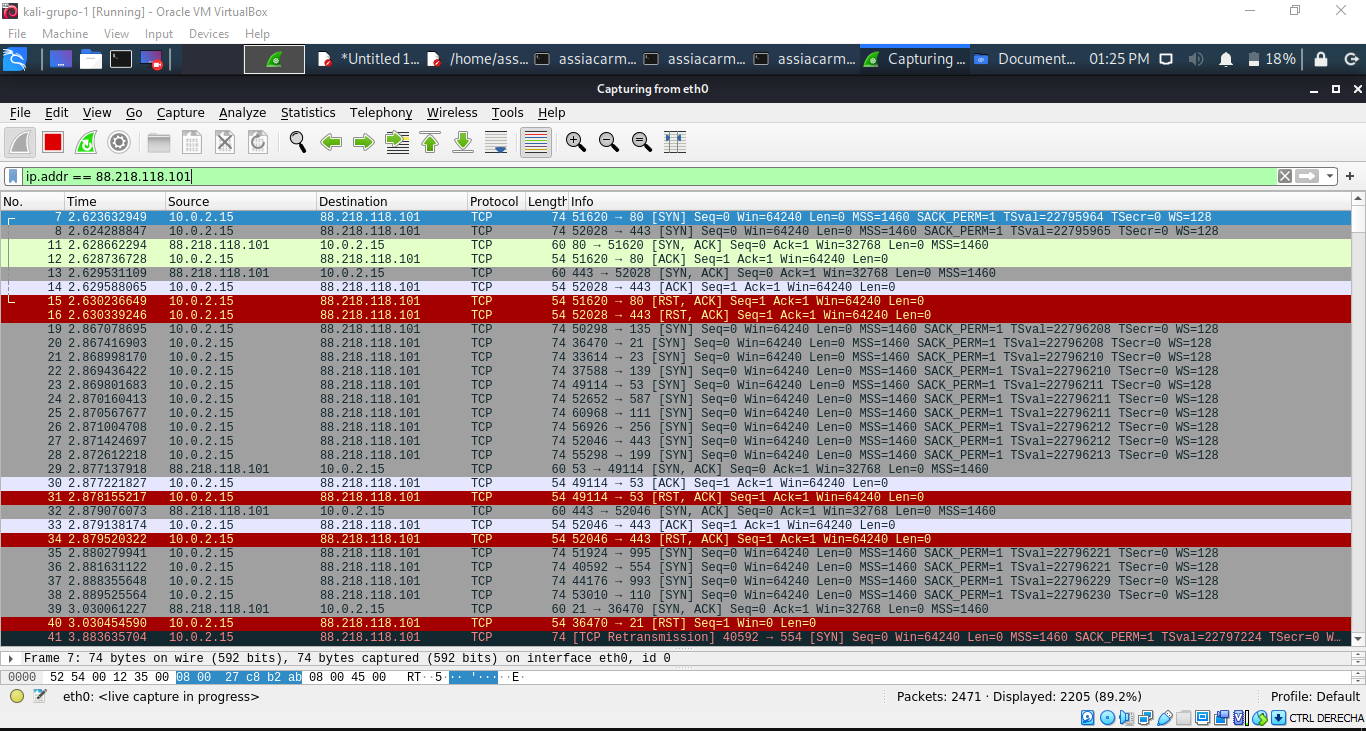 kali-grupo-1 [Running] - Oracle VM VirtualBox
File Machine View Input Devices Help
*Untitled 1... /home/ass... assiacarm... assiacarm... assiacarm... Capturing ... Document... 01:25 PM 18%
Capturing from eth0
File Edit View Go Capture Analyze Statistics Telephony Wireless Tools Help
ip.addr == 88.218.118.101
No. Time Source Destination Protocol Length Info
7 2.623632949 10.0.2.15 88.218.118.101 TCP 74 51620 → 80 [SYN] Seq=0 Win=64240 Len=0 MSS=1460 SACK_PERM=1 TSval=22795964 TSecr=0 WS=128
8 2.624288847 10.0.2.15 88.218.118.101 TCP 74 52028 → 443 [SYN] Seq=0 Win=64240 Len=0 MSS=1460 SACK_PERM=1 TSval=22795965 TSecr=0 WS=128
11 2.628662294 88.218.118.101 10.0.2.15 TCP 60 80 → 51620 [SYN, ACK] Seq=0 Ack=1 Win=32768 Len=0 MSS=1460
12 2.628736728 10.0.2.15 88.218.118.101 TCP 54 51620 → 80 [ACK] Seq=1 Ack=1 Win=64240 Len=0
13 2.629531109 88.218.118.101 10.0.2.15 TCP 60 443 → 52028 [SYN, ACK] Seq=0 Ack=1 Win=32768 Len=0 MSS=1460
14 2.629588065 10.0.2.15 88.218.118.101 TCP 54 52028 → 443 [ACK] Seq=1 Ack=1 Win=64240 Len=0
15 2.630236649 10.0.2.15 88.218.118.101 TCP 54 51620 → 80 [RST, ACK] Seq=1 Ack=1 Win=64240 Len=0
16 2.630339246 10.0.2.15 88.218.118.101 TCP 54 52028 → 443 [RST, ACK] Seq=1 Ack=1 Win=64240 Len=0
19 2.867078695 10.0.2.15 88.218.118.101 TCP 74 50298 → 135 [SYN] Seq=0 Win=64240 Len=0 MSS=1460 SACK_PERM=1 TSval=22796208 TSecr=0 WS=128
20 2.867416903 10.0.2.15 88.218.118.101 TCP 74 36470 → 21 [SYN] Seq=0 Win=64240 Len=0 MSS=1460 SACK_PERM=1 TSval=22796208 TSecr=0 WS=128
21 2.868998170 10.0.2.15 88.218.118.101 TCP 74 33614 → 23 [SYN] Seq=0 Win=64240 Len=0 MSS=1460 SACK_PERM=1 TSval=22796210 TSecr=0 WS=128
22 2.869436422 10.0.2.15 88.218.118.101 TCP 74 37588 → 139 [SYN] Seq=0 Win=64240 Len=0 MSS=1460 SACK_PERM=1 TSval=22796210 TSecr=0 WS=128
23 2.869801683 10.0.2.15 88.218.118.101 TCP 74 49114 → 53 [SYN] Seq=0 Win=64240 Len=0 MSS=1460 SACK_PERM=1 TSval=22796211 TSecr=0 WS=128
24 2.870160413 10.0.2.15 88.218.118.101 TCP 74 52652 → 587 [SYN] Seq=0 Win=64240 Len=0 MSS=1460 SACK_PERM=1 TSval=22796211 TSecr=0 WS=128
25 2.870567677 10.0.2.15 88.218.118.101 TCP 74 60968 → 111 [SYN] Seq=0 Win=64240 Len=0 MSS=1460 SACK_PERM=1 TSval=22796211 TSecr=0 WS=128
26 2.871004708 10.0.2.15 88.218.118.101 TCP 74 56926 → 256 [SYN] Seq=0 Win=64240 Len=0 MSS=1460 SACK_PERM=1 TSval=22796212 TSecr=0 WS=128
27 2.871424697 10.0.2.15 88.218.118.101 TCP 74 52046 → 443 [SYN] Seq=0 Win=64240 Len=0 MSS=1460 SACK_PERM=1 TSval=22796212 TSecr=0 WS=128
28 2.872612218 10.0.2.15 88.218.118.101 TCP 74 55298 → 199 [SYN] Seq=0 Win=64240 Len=0 MSS=1460 SACK_PERM=1 TSval=22796213 TSecr=0 WS=128
29 2.877137918 88.218.118.101 10.0.2.15 TCP 60 53 → 49114 [SYN, ACK] Seq=0 Ack=1 Win=32768 Len=0 MSS=1460
30 2.877221827 10.0.2.15 88.218.118.101 TCP 54 49114 → 53 [ACK] Seq=1 Ack=1 Win=64240 Len=0
31 2.878155217 10.0.2.15 88.218.118.101 TCP 54 49114 → 53 [RST, ACK] Seq=1 Ack=1 Win=64240 Len=0
32 2.879076073 88.218.118.101 10.0.2.15 TCP 60 443 → 52046 [SYN, ACK] Seq=0 Ack=1 Win=32768 Len=0 MSS=1460
33 2.879138174 10.0.2.15 88.218.118.101 TCP 54 52046 → 443 [ACK] Seq=1 Ack=1 Win=64240 Len=0
34 2.879520322 10.0.2.15 88.218.118.101 TCP 54 52046 → 443 [RST, ACK] Seq=1 Ack=1 Win=64240 Len=0
35 2.880279941 10.0.2.15 88.218.118.101 TCP 74 51924 → 995 [SYN] Seq=0 Win=64240 Len=0 MSS=1460 SACK_PERM=1 TSval=22796221 TSecr=0 WS=128
36 2.881631122 10.0.2.15 88.218.118.101 TCP 74 40592 → 554 [SYN] Seq=0 Win=64240 Len=0 MSS=1460 SACK_PERM=1 TSval=22796221 TSecr=0 WS=128
37 2.888355648 10.0.2.15 88.218.118.101 TCP 74 44176 → 993 [SYN] Seq=0 Win=64240 Len=0 MSS=1460 SACK_PERM=1 TSval=22796229 TSecr=0 WS=128
38 2.889525564 10.0.2.15 88.218.118.101 TCP 74 53010 → 110 [SYN] Seq=0 Win=64240 Len=0 MSS=1460 SACK_PERM=1 TSval=22796230 TSecr=0 WS=128
39 3.030061227 88.218.118.101 10.0.2.15 TCP 60 21 → 36470 [SYN, ACK] Seq=0 Ack=1 Win=32768 Len=0 MSS=1460
40 3.030454590 10.0.2.15 88.218.118.101 TCP 54 36470 → 21 [RST] Seq=1 Win=0 Len=0
41 3.883635704 10.0.2.15 88.218.118.101 TCP 74 [TCP Retransmission] 40592 → 554 [SYN] Seq=0 Win=64240 Len=0 MSS=1460 SACK_PERM=1 TSval=22797224 TSecr=0 W...
Frame 7: 74 bytes on wire (592 bits), 74 bytes captured (592 bits) on interface eth0, id 0
0000 52 54 00 12 35 00 08 00 27 c8 b2 ab 08 00 45 00 RT··5··· '·····E·
eth0: <live capture in progress> Packets: 2471 · Displayed: 2205 (89.2%) Profile: Default
CTRL DERECHA